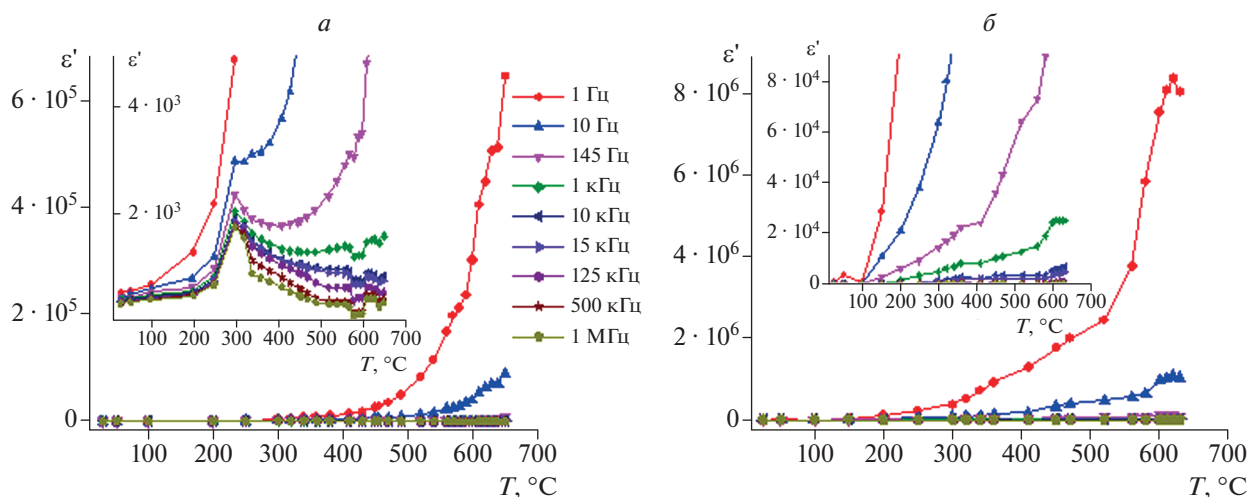 а
ε'
6 · 10⁵
4 · 10⁵
2 · 10⁵
0
100 200 300 400 500 600 700
T, °C
ε'
4 · 10³
2 · 10³
100 200 300 400 500 600 700
T, °C
1 Гц
10 Гц
145 Гц
1 кГц
10 кГц
15 кГц
125 кГц
500 кГц
1 МГц
б
ε'
8 · 10⁶
6 · 10⁶
4 · 10⁶
2 · 10⁶
0
100 200 300 400 500 600 700
T, °C
ε'
8 · 10⁴
6 · 10⁴
4 · 10⁴
2 · 10⁴
0
100 200 300 400 500 600 700
T, °C